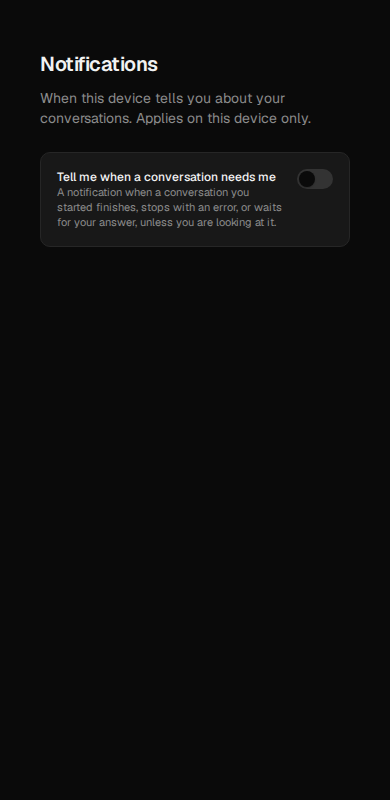 Notifications
When this device tells you about your
conversations. Applies on this device only.
Tell me when a conversation needs me
A notification when a conversation you
started finishes, stops with an error, or waits
for your answer, unless you are looking at it.